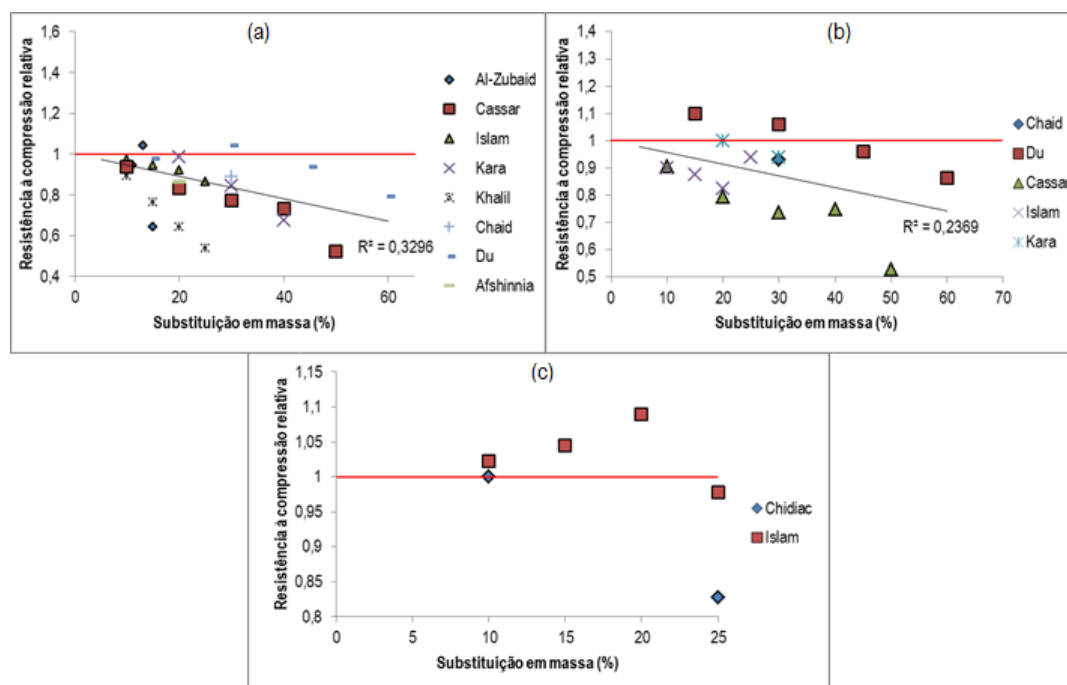 (a)
Resistência à compressão relativa
1,6
1,4
1,2
1
0,8
0,6
0,4
0
20
40
60
Substituição em massa (%)
R² = 0,3296
Al-Zubaid
Cassar
Islam
Kara
Khalil
Chaid
Du
Afshinnia
(b)
Resistência à compressão relativa
1,4
1,3
1,2
1,1
1
0,9
0,8
0,7
0,6
0,5
0
10
20
30
40
50
60
70
Substituição em massa (%)
R² = 0,2369
Chaid
Du
Cassar
Islam
Kara
(c)
Resistência à compressão relativa
1,15
1,1
1,05
1
0,95
0,9
0,85
0,8
0
5
10
15
20
25
Substituição em massa (%)
Chidiac
Islam